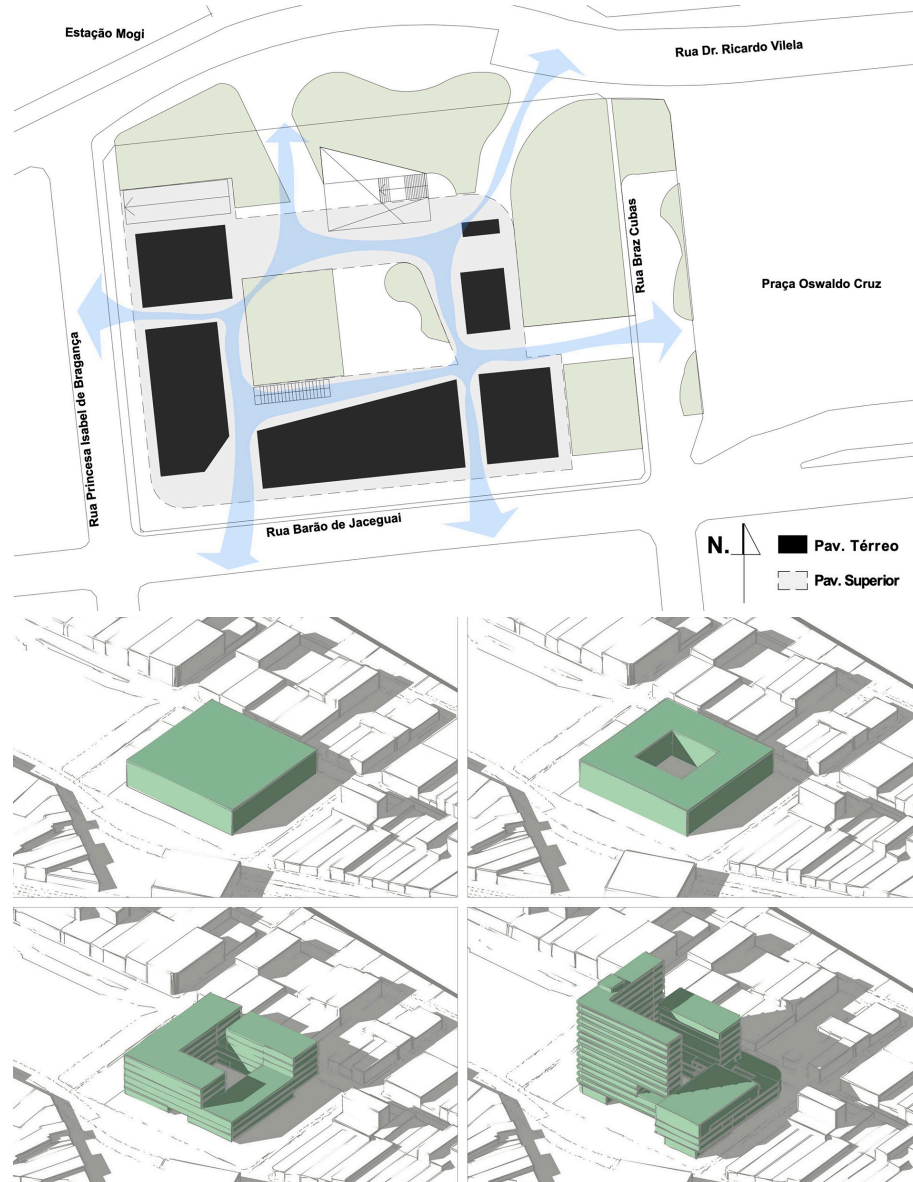 Estação Mogi
Rua Dr. Ricardo Vilela
Rua Braz Cubas
Praça Oswaldo Cruz
Rua Princesa Isabel de Bragança
Rua Barão de Jaceguai
N.
Pav. Térreo
Pav. Superior